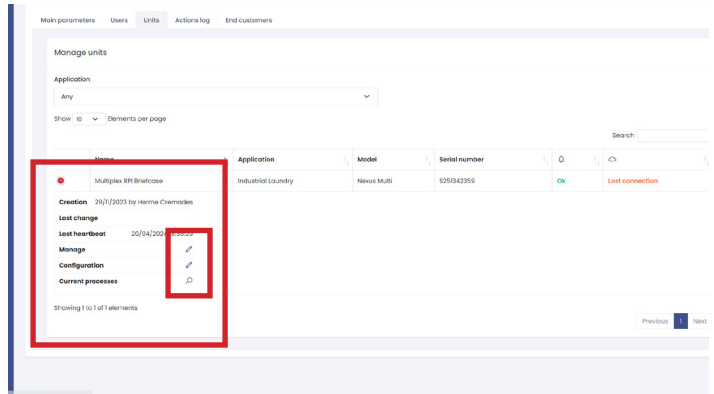 Main parameters Users Units Actions log End customers
Manage units
Application
Any
Show 10 Elements per page
Search
Name Application Model Serial number
Multiplex RPI Briefcase Industrial Laundry Nexus Multi S251342359 Ok Lost connection
Creation 29/11/2023 by Herme Cremades
Last change
Last heartbeat 20/04/2024
Manage
Configuration
Current processes
Showing 1 to 1 of 1 elements
Previous 1 Next